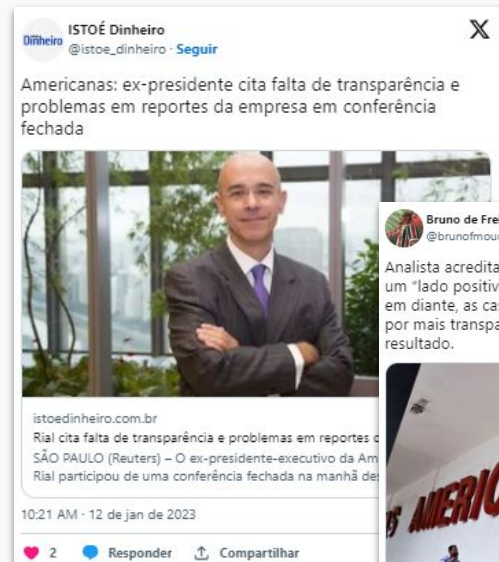 Dinheiro
ISTOÉ Dinheiro
@istoe_dinheiro · Seguir
X
Americanas: ex-presidente cita falta de transparência e
problemas em reportes da empresa em conferência
fechada
istoedinheiro.com.br
Rial cita falta de transparência e problemas em reportes
SÃO PAULO (Reuters) – O ex-presidente-executivo da Am
Rial participou de uma conferência fechada na manhã
10:21 AM · 12 de jan de 2023
2 Responder Compartilhar
Bruno de Frei
@brunofmour
Analista acredita
um “lado positiv
em diante, as ca
por mais transpa
resultado.
AMERIC